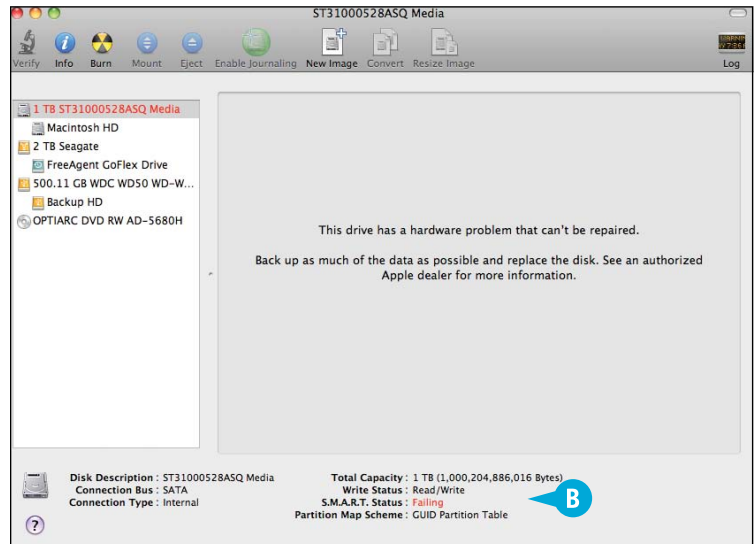 ST31000528ASQ Media
Verify Info Burn Mount Eject Enable Journaling New Image Convert Resize Image Log
1 TB ST31000528ASQ Media
Macintosh HD
2 TB Seagate
FreeAgent GoFlex Drive
500.11 GB WDC WD50 WD-W...
Backup HD
OPTIARC DVD RW AD-5680H
This drive has a hardware problem that can't be repaired.
Back up as much of the data as possible and replace the disk. See an authorized
Apple dealer for more information.
Disk Description : ST31000528ASQ Media
Connection Bus : SATA
Connection Type : Internal
Total Capacity : 1 TB (1,000,204,886,016 Bytes)
Write Status : Read/Write
S.M.A.R.T. Status : Failing
Partition Map Scheme : GUID Partition Table
B
?